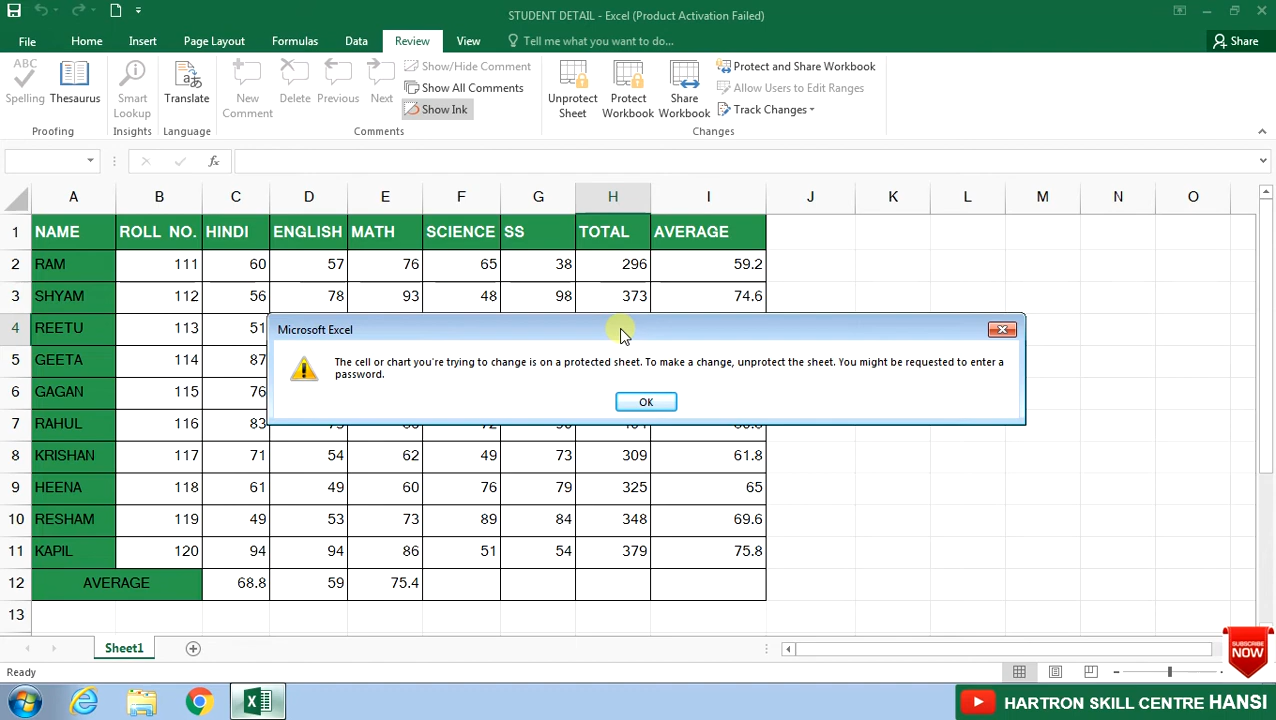 STUDENT DETAIL - Excel (Product Activation Failed)
File Home Insert Page Layout Formulas Data Review View Tell me what you want to do... Share
ABC
Spelling Thesaurus Smart Lookup Translate New Comment Delete Previous Next
Show/Hide Comment
Show All Comments
Show Ink
Unprotect Sheet Protect Workbook Share Workbook
Protect and Share Workbook
Allow Users to Edit Ranges
Track Changes
Proofing Insights Language Comments Changes
fx
A B C D E F G H I J K L M N O
1 NAME ROLL NO. HINDI ENGLISH MATH SCIENCE SS TOTAL AVERAGE
2 RAM 111 60 57 76 65 38 296 59.2
3 SHYAM 112 56 78 93 48 98 373 74.6
4 REETU 113 51
5 GEETA 114 87
6 GAGAN 115 76
7 RAHUL 116 83
8 KRISHAN 117 71 54 62 49 73 309 61.8
9 HEENA 118 61 49 60 76 79 325 65
10 RESHAM 119 49 53 73 89 84 348 69.6
11 KAPIL 120 94 94 86 51 54 379 75.8
12 AVERAGE 68.8 59 75.4
13
Microsoft Excel
The cell or chart you're trying to change is on a protected sheet. To make a change, unprotect the sheet. You might be requested to enter a
password.
OK
Sheet1
Ready
SUBSCRIBE
NOW
HARTRON SKILL CENTRE HANSI